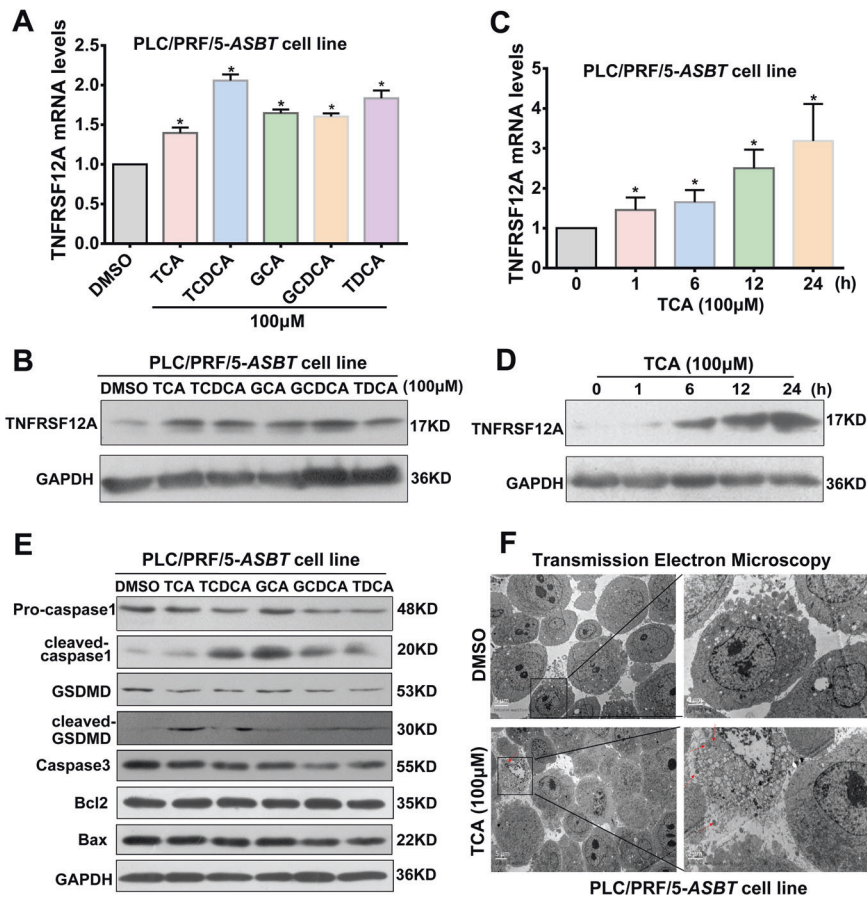 A
PLC/PRF/5-ASBT cell line
TNFRSF12A mRNA levels
2.5
2.0
1.5
1.0
0.5
0.0
* * * * *
DMSO TCA TCDCA GCA GCDCA TDCA
100μM
C
PLC/PRF/5-ASBT cell line
TNFRSF12A mRNA levels
5
4
3
2
1
0
* * * *
0 1 6 12 24 (h)
TCA (100μM)
B
PLC/PRF/5-ASBT cell line
DMSO TCA TCDCA GCA GCDCA TDCA (100μM)
TNFRSF12A 17KD
GAPDH 36KD
D
TCA (100μM)
0 1 6 12 24 (h)
TNFRSF12A 17KD
GAPDH 36KD
E
PLC/PRF/5-ASBT cell line
DMSO TCA TCDCA GCA GCDCA TDCA
Pro-caspase1 48KD
cleaved-
caspase1 20KD
GSDMD 53KD
cleaved-
GSDMD 30KD
Caspase3 55KD
Bcl2 35KD
Bax 22KD
GAPDH 36KD
F
Transmission Electron Microscopy
DMSO
TCA (100μM)
PLC/PRF/5-ASBT cell line